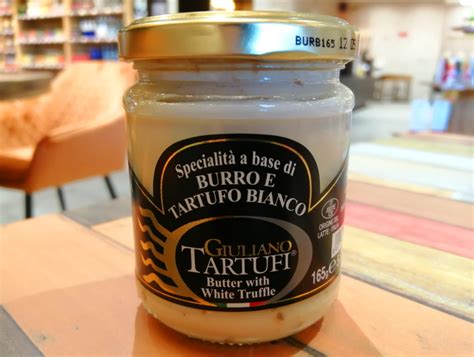 BURB165 12 05
Specialità a base di
BURRO E
TARTUFO BIANCO
GIULIANO
TARTUFI®
Butter with
White Truffle
165g e